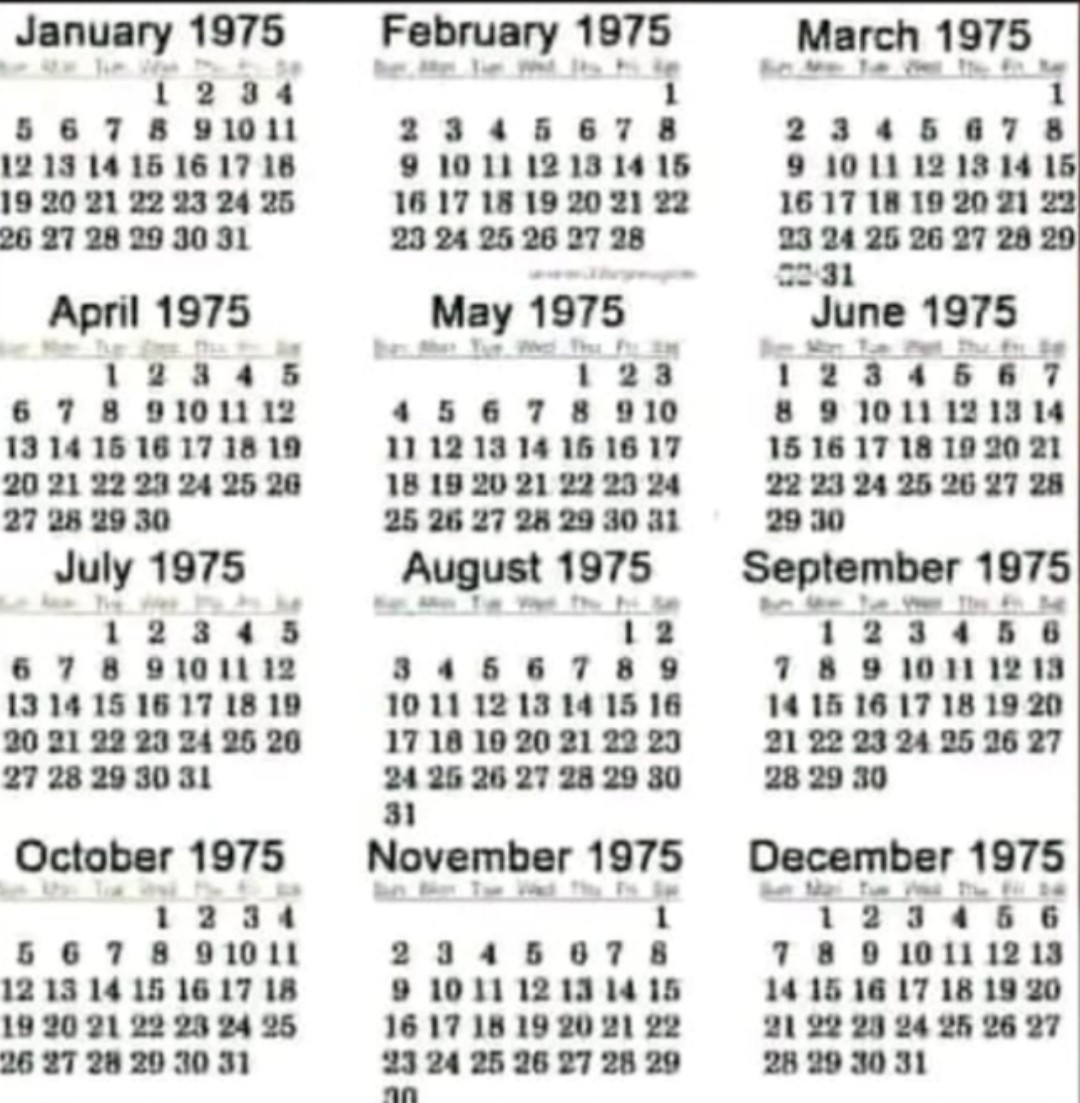 January 1975 February 1975 March 1975
Sun Mon Tue Wed Thu Fri Sat Sun Mon Tue Wed Thu Fri Sat Sun Mon Tue Wed Thu Fri Sat
1 2 3 4 1 1
5 6 7 8 9 10 11 2 3 4 5 6 7 8 2 3 4 5 6 7 8
12 13 14 15 16 17 18 9 10 11 12 13 14 15 9 10 11 12 13 14 15
19 20 21 22 23 24 25 16 17 18 19 20 21 22 16 17 18 19 20 21 22
26 27 28 29 30 31 23 24 25 26 27 28 23 24 25 26 27 28 29
31
April 1975 May 1975 June 1975
Sun Mon Tue Wed Thu Fri Sat Sun Mon Tue Wed Thu Fri Sat Sun Mon Tue Wed Thu Fri Sat
1 2 3 4 5 1 2 3 1 2 3 4 5 6 7
6 7 8 9 10 11 12 4 5 6 7 8 9 10 8 9 10 11 12 13 14
13 14 15 16 17 18 19 11 12 13 14 15 16 17 15 16 17 18 19 20 21
20 21 22 23 24 25 26 18 19 20 21 22 23 24 22 23 24 25 26 27 28
27 28 29 30 25 26 27 28 29 30 31 29 30
July 1975 August 1975 September 1975
Sun Mon Tue Wed Thu Fri Sat Sun Mon Tue Wed Thu Fri Sat Sun Mon Tue Wed Thu Fri Sat
1 2 3 4 5 1 2 1 2 3 4 5 6
6 7 8 9 10 11 12 3 4 5 6 7 8 9 7 8 9 10 11 12 13
13 14 15 16 17 18 19 10 11 12 13 14 15 16 14 15 16 17 18 19 20
20 21 22 23 24 25 26 17 18 19 20 21 22 23 21 22 23 24 25 26 27
27 28 29 30 31 24 25 26 27 28 29 30 28 29 30
31
October 1975 November 1975 December 1975
Sun Mon Tue Wed Thu Fri Sat Sun Mon Tue Wed Thu Fri Sat Sun Mon Tue Wed Thu Fri Sat
1 2 3 4 1 1 2 3 4 5 6
5 6 7 8 9 10 11 2 3 4 5 6 7 8 7 8 9 10 11 12 13
12 13 14 15 16 17 18 9 10 11 12 13 14 15 14 15 16 17 18 19 20
19 20 21 22 23 24 25 16 17 18 19 20 21 22 21 22 23 24 25 26 27
26 27 28 29 30 31 23 24 25 26 27 28 29 28 29 30 31
30